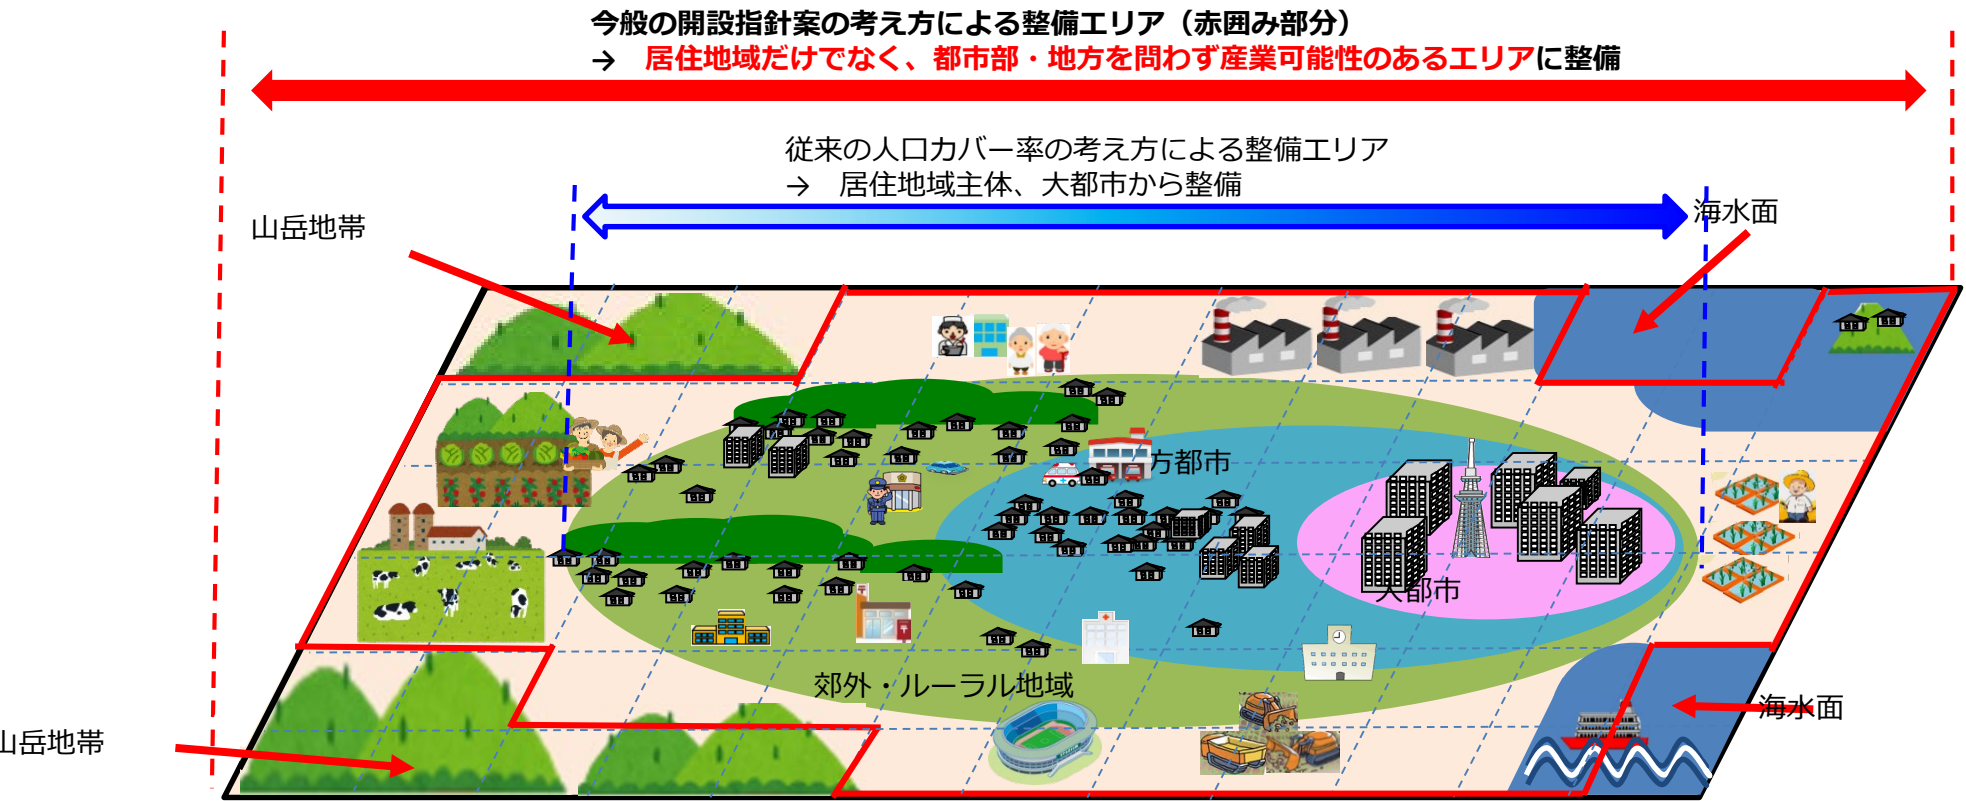 今般の開設指針案の考え方による整備エリア（赤囲み部分）
→ 居住地域だけでなく、都市部・地方を問わず産業可能性のあるエリアに整備
従来の人口カバー率の考え方による整備エリア
→ 居住地域主体、大都市から整備
山岳地帯
海水面
方都市
大都市
郊外・ルーラル地域
海水面
山岳地帯